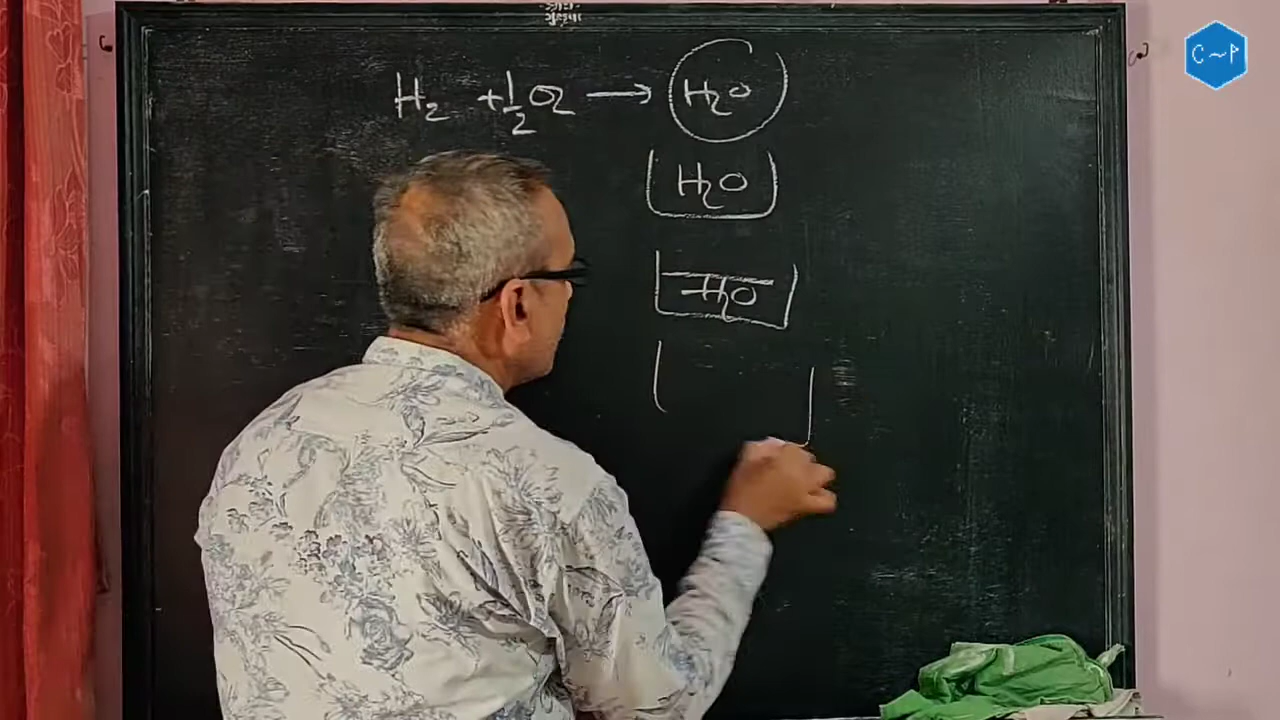 H₂ + 1/2 O₂ → H₂O
H₂O
H₂O
C~P